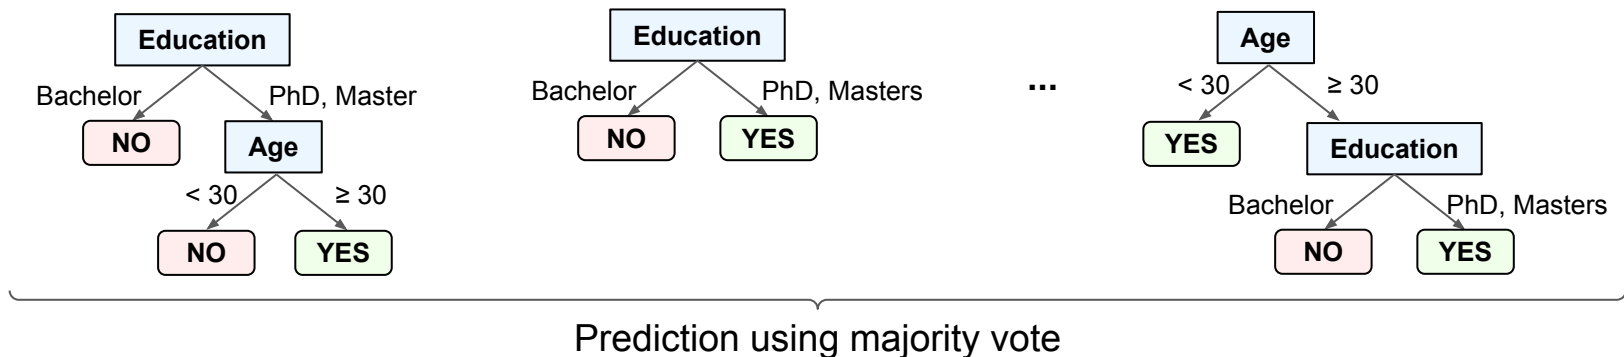 Education
Bachelor
PhD, Master
NO
Age
< 30
≥ 30
NO
YES
Education
Bachelor
PhD, Masters
NO
YES
...
Age
< 30
≥ 30
YES
Education
Bachelor
PhD, Masters
NO
YES
Prediction using majority vote